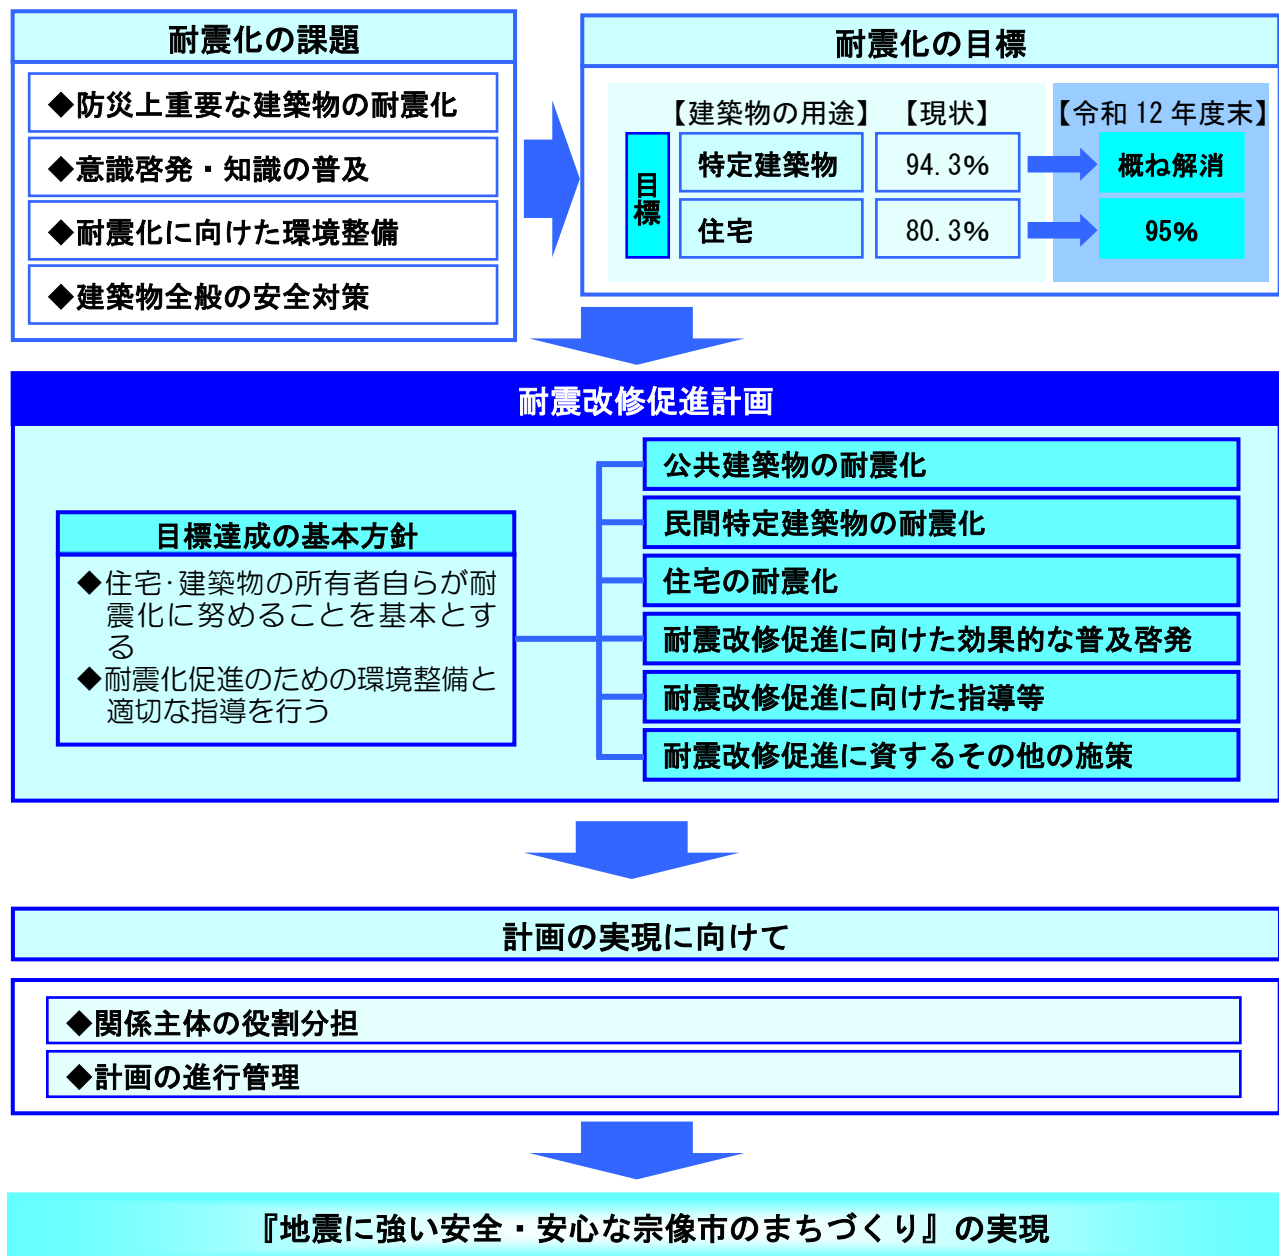 耐震化の課題
◆防災上重要な建築物の耐震化
◆意識啓発・知識の普及
◆耐震化に向けた環境整備
◆建築物全般の安全対策
耐震化の目標
【建築物の用途】 【現状】 【令和12年度末】
目標
特定建築物 94.3% 概ね解消
住宅 80.3% 95%
耐震改修促進計画
目標達成の基本方針
◆住宅・建築物の所有者自らが耐
震化に努めることを基本とす
る
◆耐震化促進のための環境整備と
適切な指導を行う
公共建築物の耐震化
民間特定建築物の耐震化
住宅の耐震化
耐震改修促進に向けた効果的な普及啓発
耐震改修促進に向けた指導等
耐震改修促進に資するその他の施策
計画の実現に向けて
◆関係主体の役割分担
◆計画の進行管理
『地震に強い安全・安心な宗像市のまちづくり』の実現